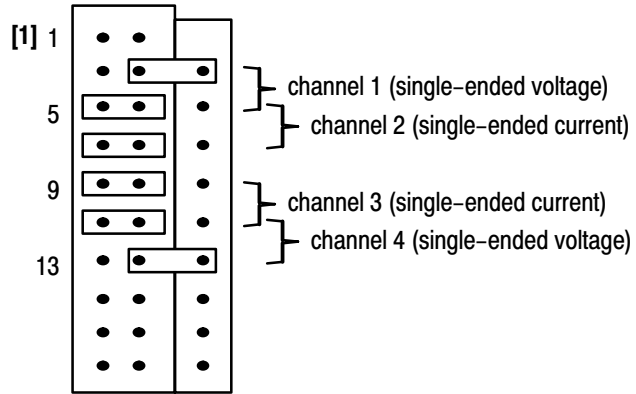 [1] 1
channel 1 (single-ended voltage)
5
channel 2 (single-ended current)
9
channel 3 (single-ended current)
channel 4 (single-ended voltage)
13